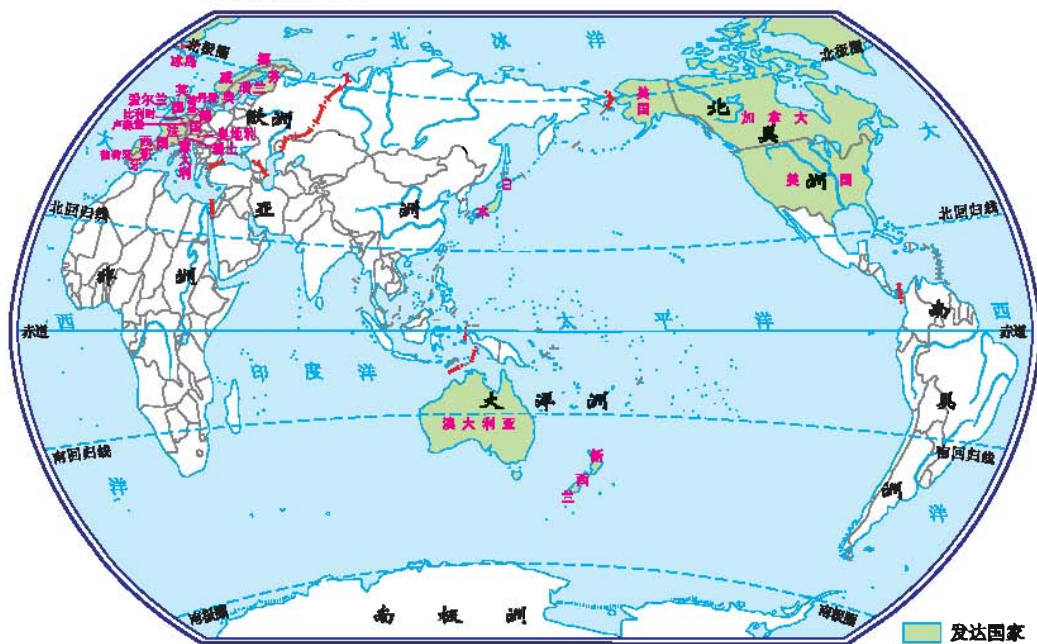 北冰洋
北极圈
北极圈
冰岛
挪
威
芬
兰
瑞
典
丹麦
英
国
爱尔兰
比利时
卢森堡
德
国
法
国
奥地利
瑞士
西班牙
葡萄牙
意大利
欧洲
亚洲
非洲
日本
美国
加拿大
北美洲
美国
大
西
洋
大
西
洋
北回归线
北回归线
太平洋
赤道
赤道
印度洋
大洋洲
澳大利亚
新西兰
南美洲
南回归线
南回归线
南极圈
南极圈
南极洲
发达国家